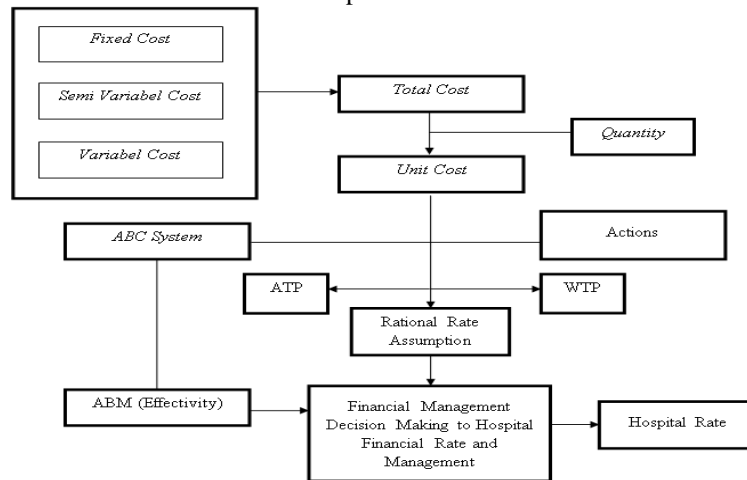 Fixed Cost
Semi Variabel Cost
Variabel Cost
Total Cost
Quantity
Unit Cost
ABC System
Actions
ATP
WTP
Rational Rate
Assumption
ABM (Effectivity)
Financial Management
Decision Making to Hospital
Financial Rate and
Management
Hospital Rate